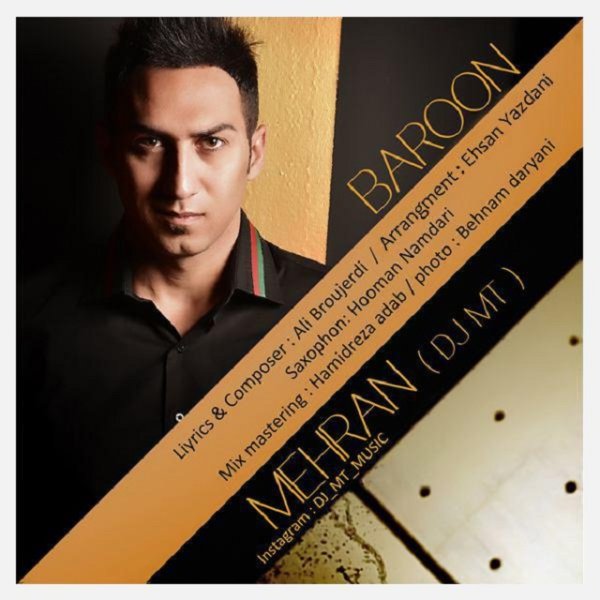 BAROON
Liyrics & Composer : Ali Broujerdi / Arrangment : Ehsan Yazdani
Saxophon: Hooman Namdari
Mix mastering : Hamidreza adab / photo : Behnam daryani
MEHRAN ( DJ MT )
Instagram : DJ_MT_MUSIC